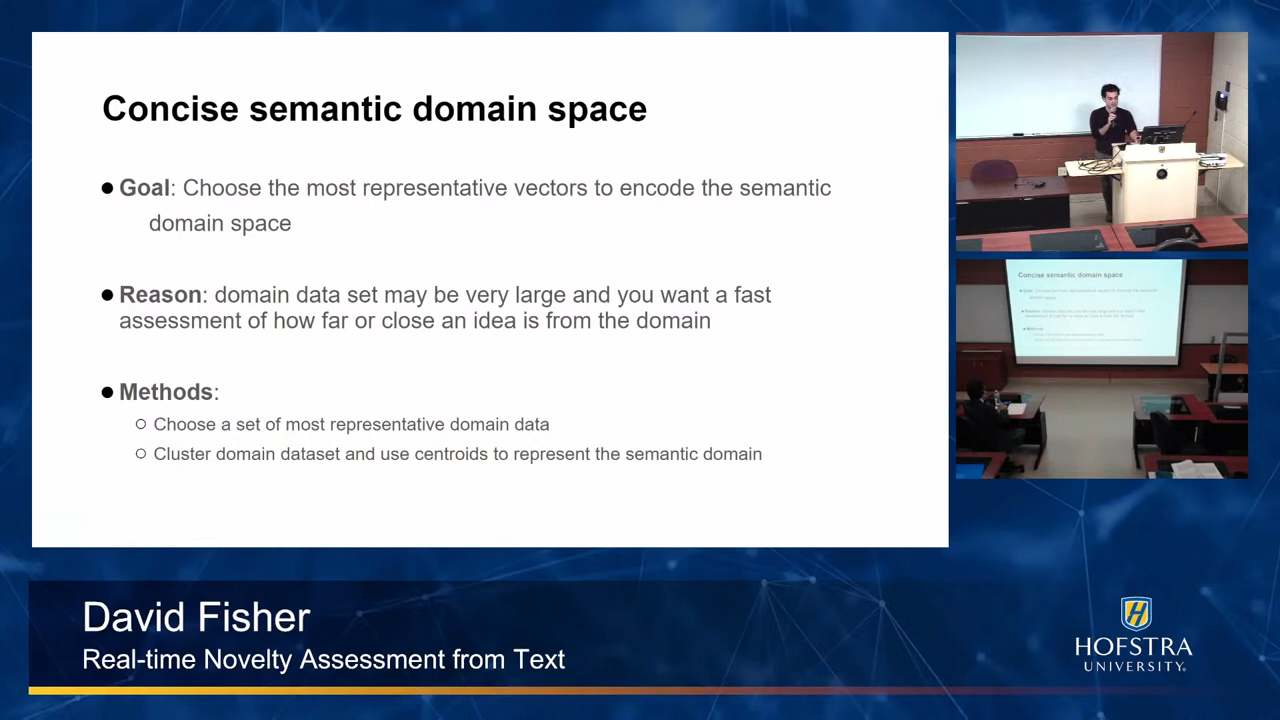 Concise semantic domain space
● Goal: Choose the most representative vectors to encode the semantic
domain space
● Reason: domain data set may be very large and you want a fast
assessment of how far or close an idea is from the domain
● Methods:
○ Choose a set of most representative domain data
○ Cluster domain dataset and use centroids to represent the semantic domain
Concise semantic domain space
David Fisher
Real-time Novelty Assessment from Text
H
HOFSTRA
UNIVERSITY®